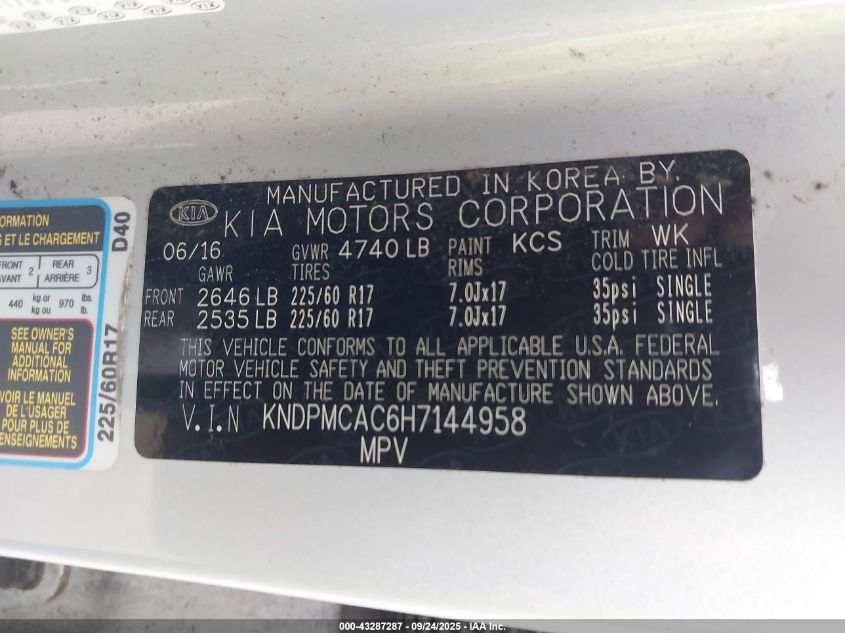 MANUFACTURED IN KOREA BY.
KIA KIA MOTORS CORPORATION
06/16 GVWR 4740 LB PAINT KCS TRIM WK
GAWR TIRES RIMS COLD TIRE INFL
FRONT 2646 LB 225/60 R17 7.0Jx17 35psi SINGLE
REAR 2535 LB 225/60 R17 7.0Jx17 35psi SINGLE
THIS VEHICLE CONFORMS TO ALL APPLICABLE U.S.A. FEDERAL
MOTOR VEHICLE SAFETY AND THEFT PREVENTION STANDARDS
IN EFFECT ON THE DATE OF MANUFACTURE SHOWN ABOVE.
V.I.N KNDPMCAC6H7144958
MPV
ORMATION
ET LE CHARGEMENT
FRONT 2 REAR 3
AVANT ARRIÈRE
440 kg or 970 lbs.
kg ou lb.
SEE OWNER'S
MANUAL FOR
ADDITIONAL
INFORMATION
VOIR LE MANUEL
DE L'USAGER
POUR PLUS DE
RENSEIGNEMENTS
225/60R17 D40
000-43287287 - 09/24/2025 - IAA Inc.